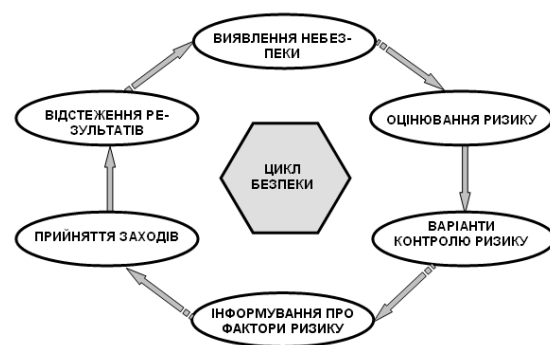 ВИЯВЛЕННЯ НЕБЕЗ-
ПЕКИ
ОЦІНЮВАННЯ РИЗИКУ
ВАРІАНТИ
КОНТРОЛЮ РИЗИКУ
ІНФОРМУВАННЯ ПРО
ФАКТОРИ РИЗИКУ
ПРИЙНЯТТЯ ЗАХОДІВ
ВІДСТЕЖЕННЯ РЕ-
ЗУЛЬТАТІВ
ЦИКЛ
БЕЗПЕКИ